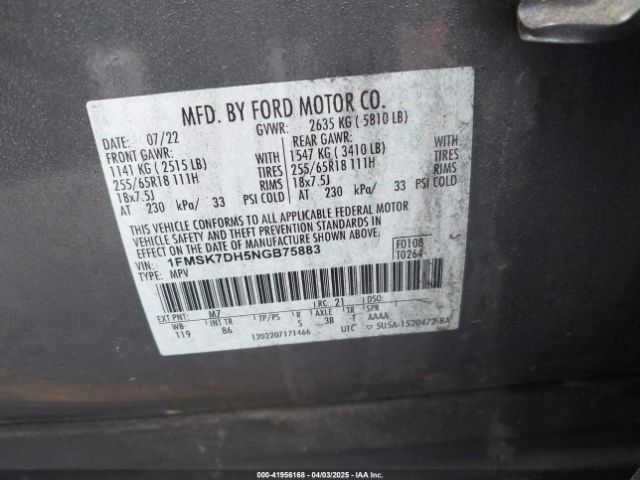 MFD. BY FORD MOTOR CO.
DATE: 07/22 GVWR: 2635 KG ( 5810 LB)
FRONT GAWR: WITH REAR GAWR: WITH
1141 KG ( 2515 LB) TIRES 1547 KG ( 3410 LB) TIRES
255/65R18 111H RIMS 255/65R18 111H RIMS
18x7.5J 18x7.5J
AT 230 kPa/ 33 PSI COLD AT 230 kPa/ 33 PSI COLD
THIS VEHICLE CONFORMS TO ALL APPLICABLE FEDERAL MOTOR
VEHICLE SAFETY AND THEFT PREVENTION STANDARDS IN
EFFECT ON THE DATE OF MANUFACTURE SHOWN ABOVE.
VIN: 1FMSK7DH5NGB75883 F0108
TYPE: MPV T0264
EXT PNT: M7 RC: 21 DSO:
WB INT TR TP/PS R AXLE TR SPR
119 86 S 3B T AAAA
1202207171466 UTC 5U5A-1520472-BA
000-41956168 - 04/03/2025 - IAAI.COM